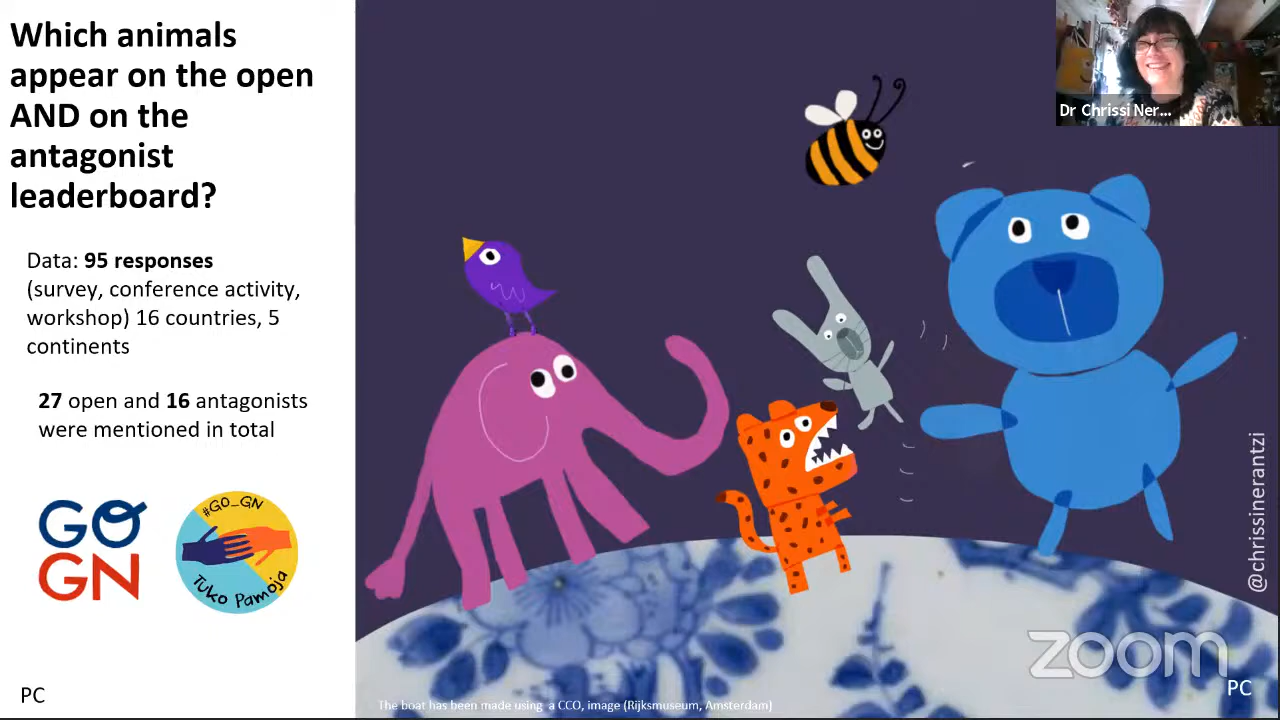 Which animals
appear on the open
AND on the
antagonist
leaderboard?
Data: 95 responses
(survey, conference activity,
workshop) 16 countries, 5
continents
27 open and 16 antagonists
were mentioned in total
GO
GN
#GO_GN
Tuko Pamoja
PC
Dr Chrissi Ner...
@chrissinerantzi
zoom
PC
The boat has been made using a CCO, image (Rijksmuseum, Amsterdam)